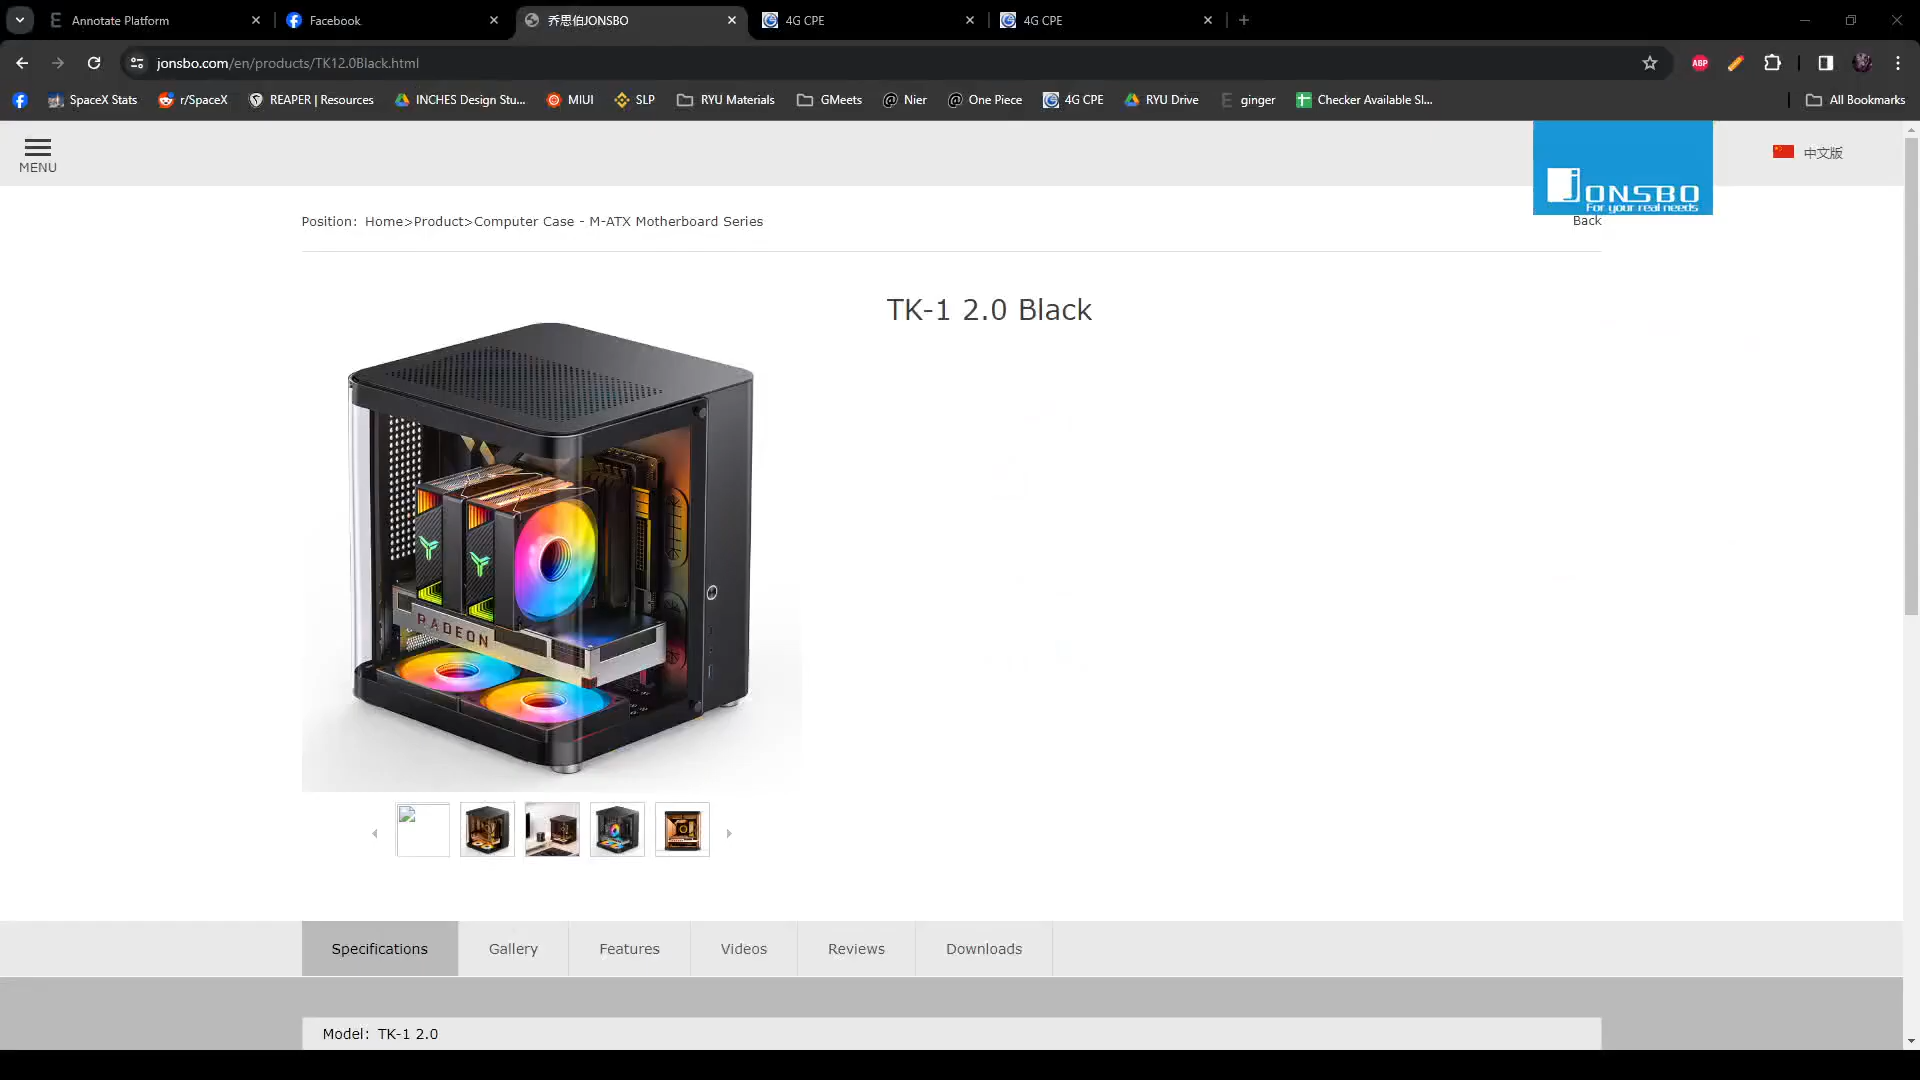 Annotate Platform
Facebook
乔思伯JONSBO
4G CPE
4G CPE
jonsbo.com/en/products/TK12.0Black.html
ABP
SpaceX Stats
r/SpaceX
REAPER | Resources
INCHES Design Stu...
MIUI
SLP
RYU Materials
GMeets
Nier
One Piece
4G CPE
RYU Drive
ginger
Checker Available Sl...
All Bookmarks
MENU
JONSBO
For your real needs
中文版
Position: Home>Product>Computer Case - M-ATX Motherboard Series
Back
TK-1 2.0 Black
RADEON
Specifications
Gallery
Features
Videos
Reviews
Downloads
Model: TK-1 2.0